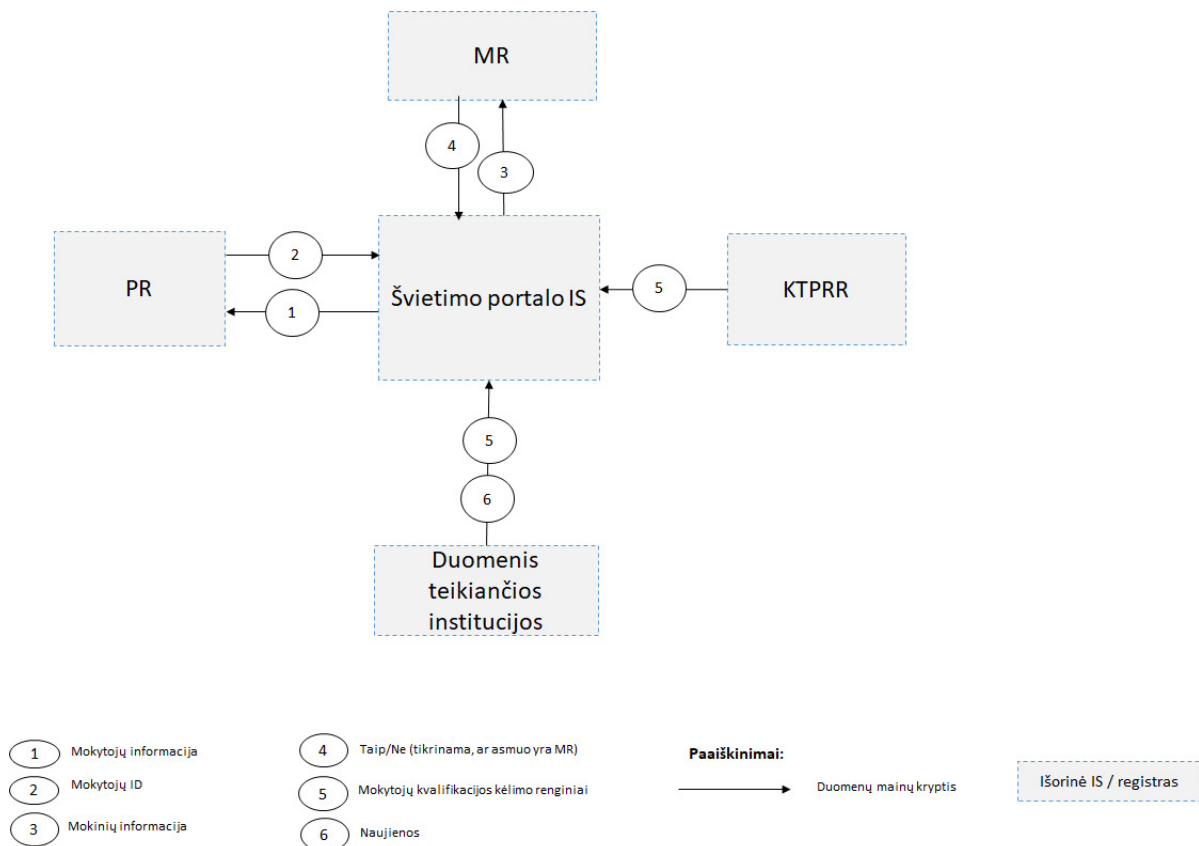 MR
4
3
PR
2
1
Švietimo portalo IS
5
KTPRR
5
6
Duomenis
teikiančios
institucijos
1 Mokytojų informacija
2 Mokytojų ID
3 Mokinių informacija
4 Taip/Ne (tikrinama, ar asmuo yra MR)
5 Mokytojų kvalifikacijos kėlimo renginiai
6 Naujienos
Paaiškinimai:
Duomenų mainų kryptis
Išorinė IS / registras